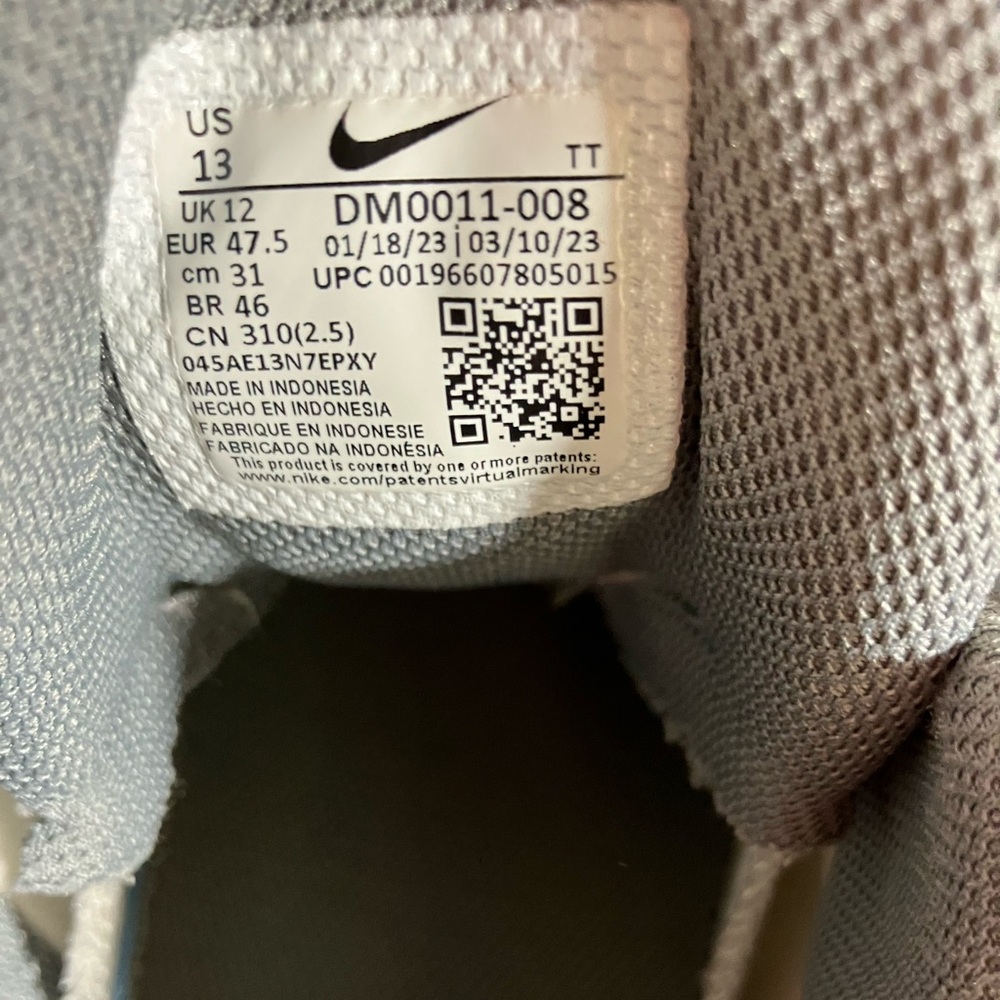 US
13
TT
UK 12
DM0011-008
EUR 47.5
01/18/23 | 03/10/23
cm 31
UPC 00196607805015
BR 46
CN 310(2.5)
045AE13N7EPXY
MADE IN INDONESIA
HECHO EN INDONESIA
FABRIQUE EN INDONESIE
FABRICADO NA INDONÉSIA
This product is covered by one or more patents:
www.nike.com/patentsvirtualmarking